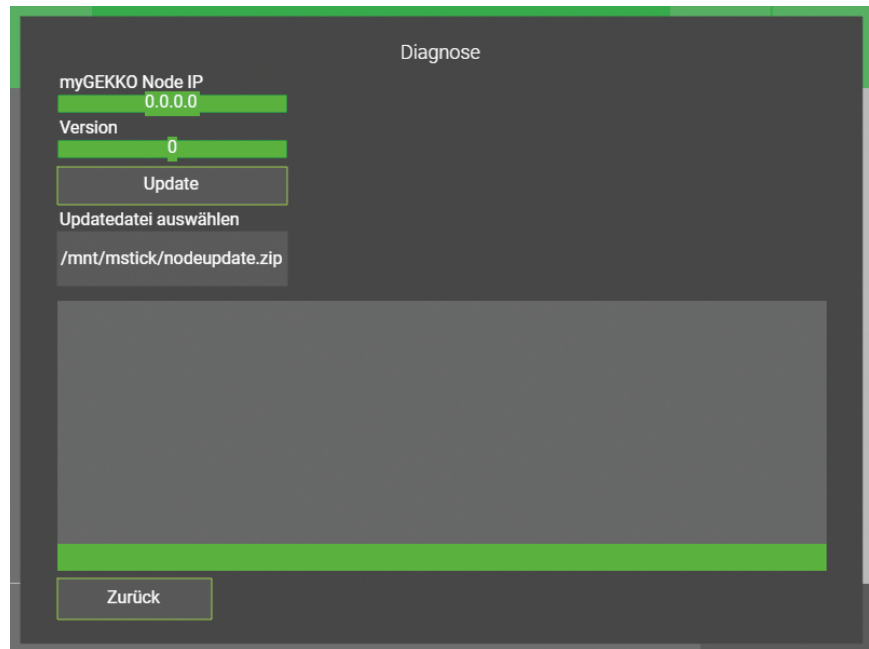 Diagnose
myGEKKO Node IP
0.0.0.0
Version
0
Update
Updatedatei auswählen
/mnt/mstick/nodeupdate.zip
Zurück